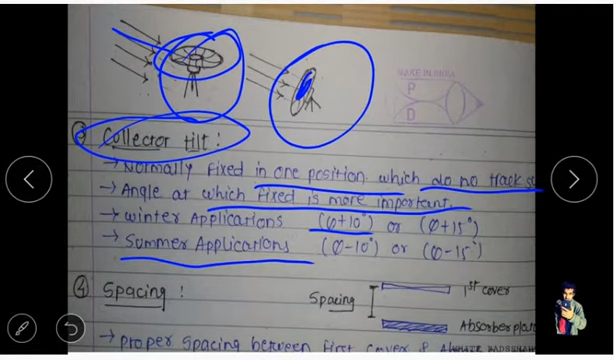 MAKE IN INDIA
P
D
③ Collector tilt :
→ Normally fixed in one position which do no track
→ Angle at which fixed is more important.
→ Winter Applications (φ+10°) or (φ+15°)
→ Summer Applications (φ-10°) or (φ-15°)
④ Spacing :
Spacing
1st cover
Absorber plate
→ Proper spacing between first cover &